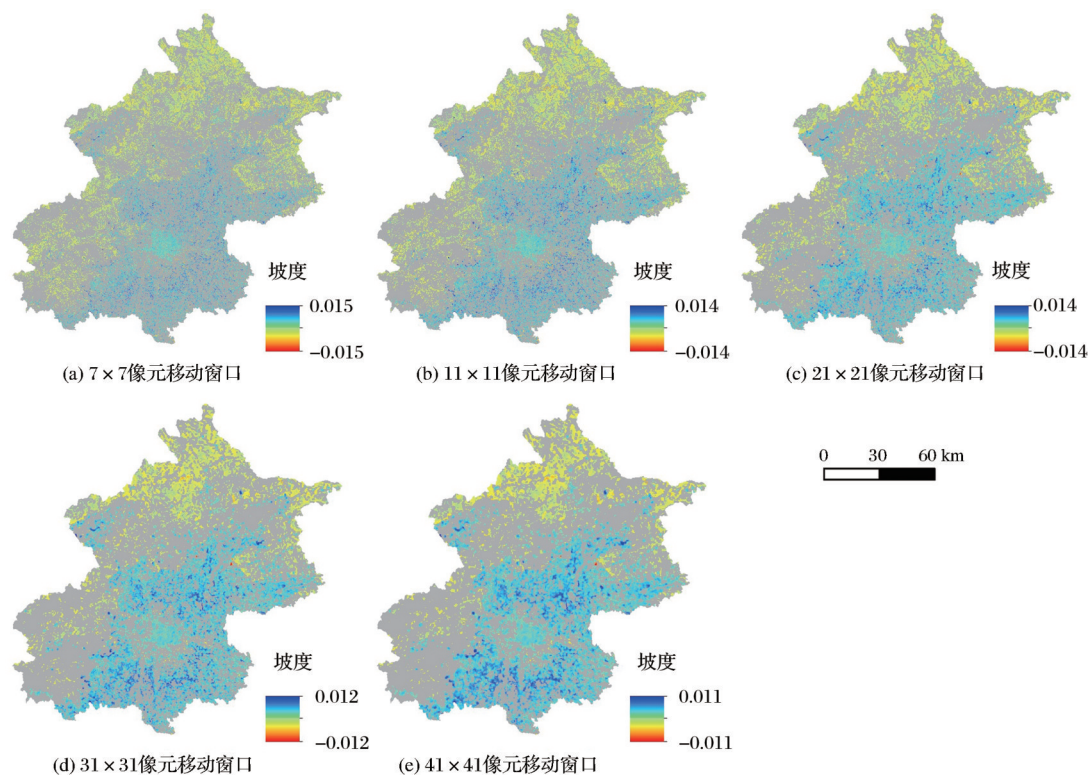 坡度
0.015
−0.015
(a) 7×7像元移动窗口
坡度
0.014
−0.014
(b) 11×11像元移动窗口
坡度
0.014
−0.014
(c) 21×21像元移动窗口
坡度
0.012
−0.012
(d) 31×31像元移动窗口
坡度
0.011
−0.011
(e) 41×41像元移动窗口
0 30 60 km